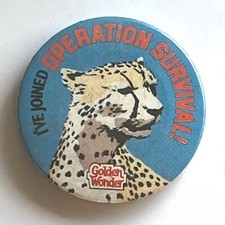 I'VE JOINED OPERATION SURVIVAL!
Golden
Wonder